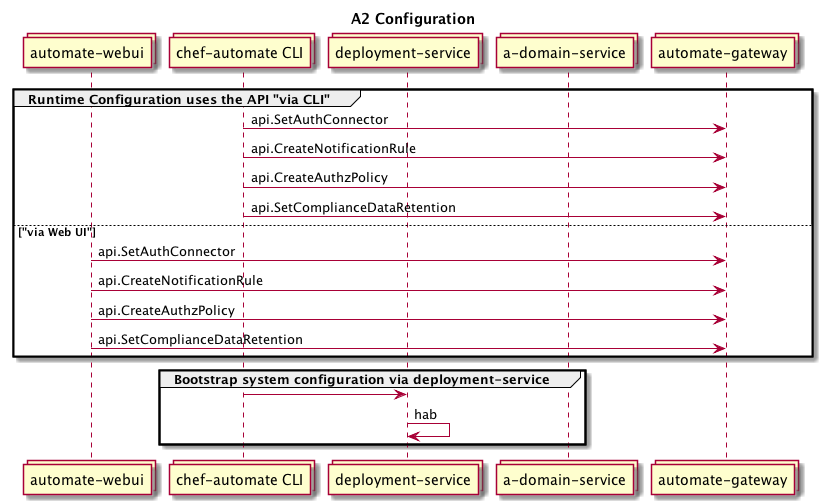 A2 Configuration
automate-webui chef-automate CLI deployment-service a-domain-service automate-gateway
Runtime Configuration uses the API "via CLI"
api.SetAuthConnector
api.CreateNotificationRule
api.CreateAuthzPolicy
api.SetComplianceDataRetention
["via Web UI"]
api.SetAuthConnector
api.CreateNotificationRule
api.CreateAuthzPolicy
api.SetComplianceDataRetention
Bootstrap system configuration via deployment-service
hab
automate-webui chef-automate CLI deployment-service a-domain-service automate-gateway